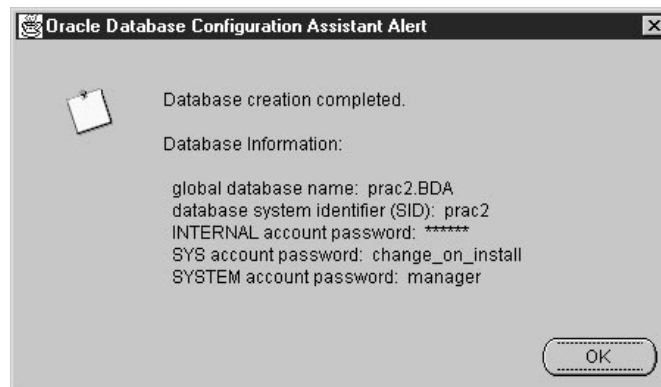 Oracle Database Configuration Assistant Alert
Database creation completed.
Database Information:
global database name: prac2.BDA
database system identifier (SID): prac2
INTERNAL account password: ******
SYS account password: change_on_install
SYSTEM account password: manager
OK